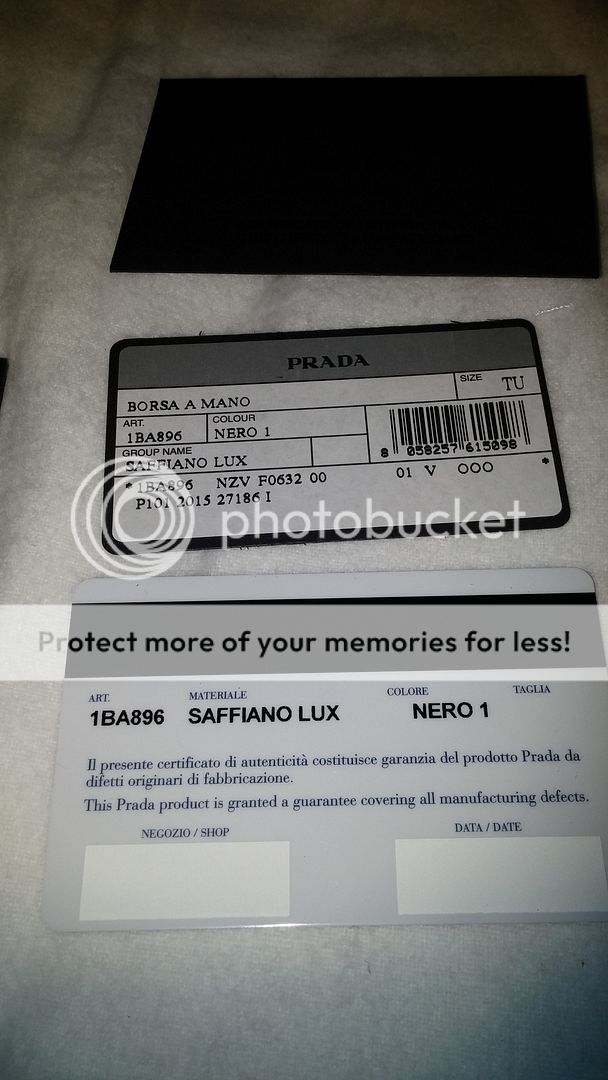 PRADA
BORSA A MANO
SIZE TU
ART.
1BA896
COLOUR
NERO 1
8 058257 615098
GROUP NAME
SAFFIANO LUX
* 1BA896 NZV F0632 00 01 V OOO *
P101 2015 27186 I
photobucket
Protect more of your memories for less!
ART. MATERIALE COLORE TAGLIA
1BA896 SAFFIANO LUX NERO 1
Il presente certificato di autenticità costituisce garanzia del prodotto Prada da
difetti originari di fabbricazione.
This Prada product is granted a guarantee covering all manufacturing defects.
NEGOZIO / SHOP DATA / DATE